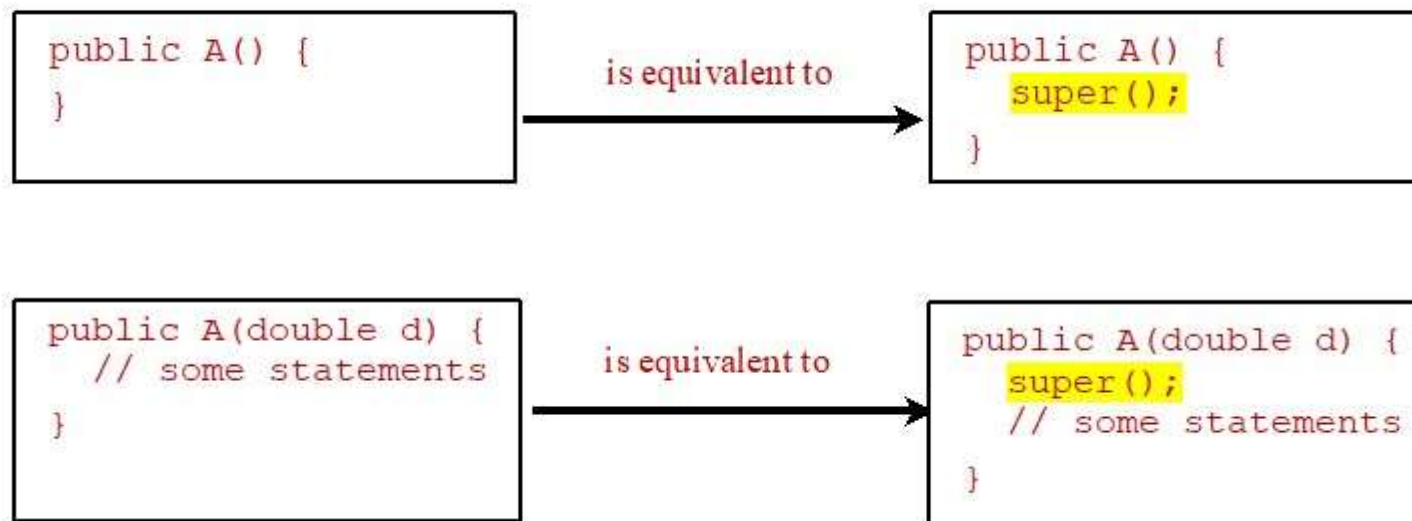 public A() {
}
is equivalent to
public A() {
super();
}
public A(double d) {
// some statements
}
is equivalent to
public A(double d) {
super();
// some statements
}